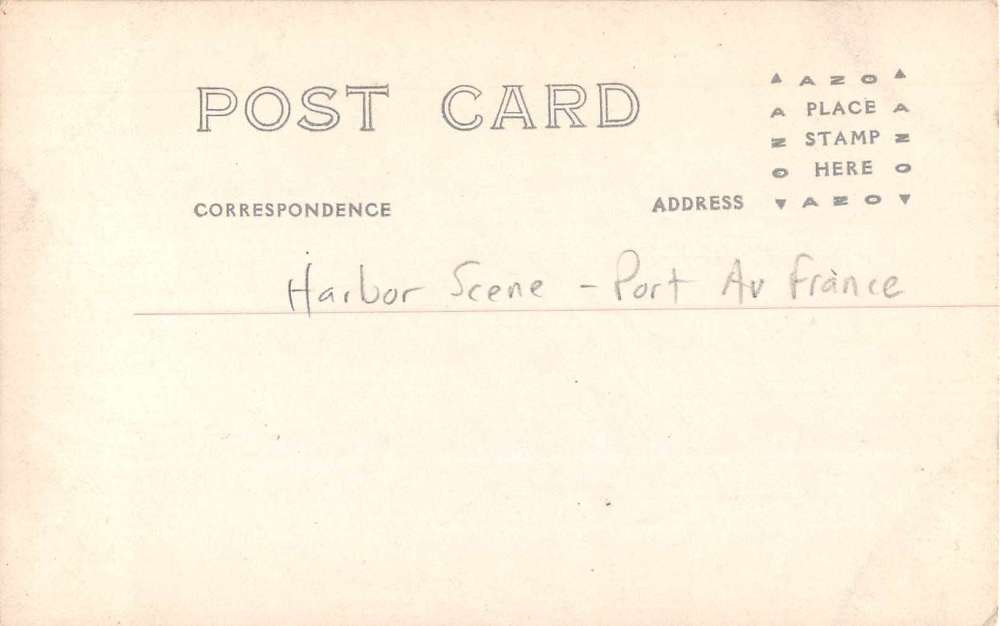 POST CARD
▲ AZO ▲
A PLACE A
N STAMP N
O HERE O
▼ AZO ▼
CORRESPONDENCE
ADDRESS
Harbor Scene - Port Av France